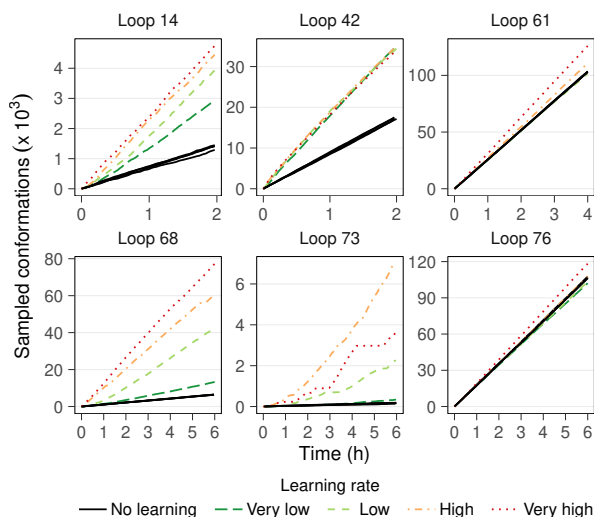 Loop 14 Loop 42 Loop 61
4 3 2 1 0
30 20 10 0
100 50 0
0 1 2
0 1 2
0 1 2 3 4
Sampled conformations (x 10³)
Loop 68 Loop 73 Loop 76
80 60 40 20 0
6 4 2 0
120 90 60 30 0
0 1 2 3 4 5 6
0 1 2 3 4 5 6
0 1 2 3 4 5 6
Time (h)
Learning rate
No learning Very low Low High Very high